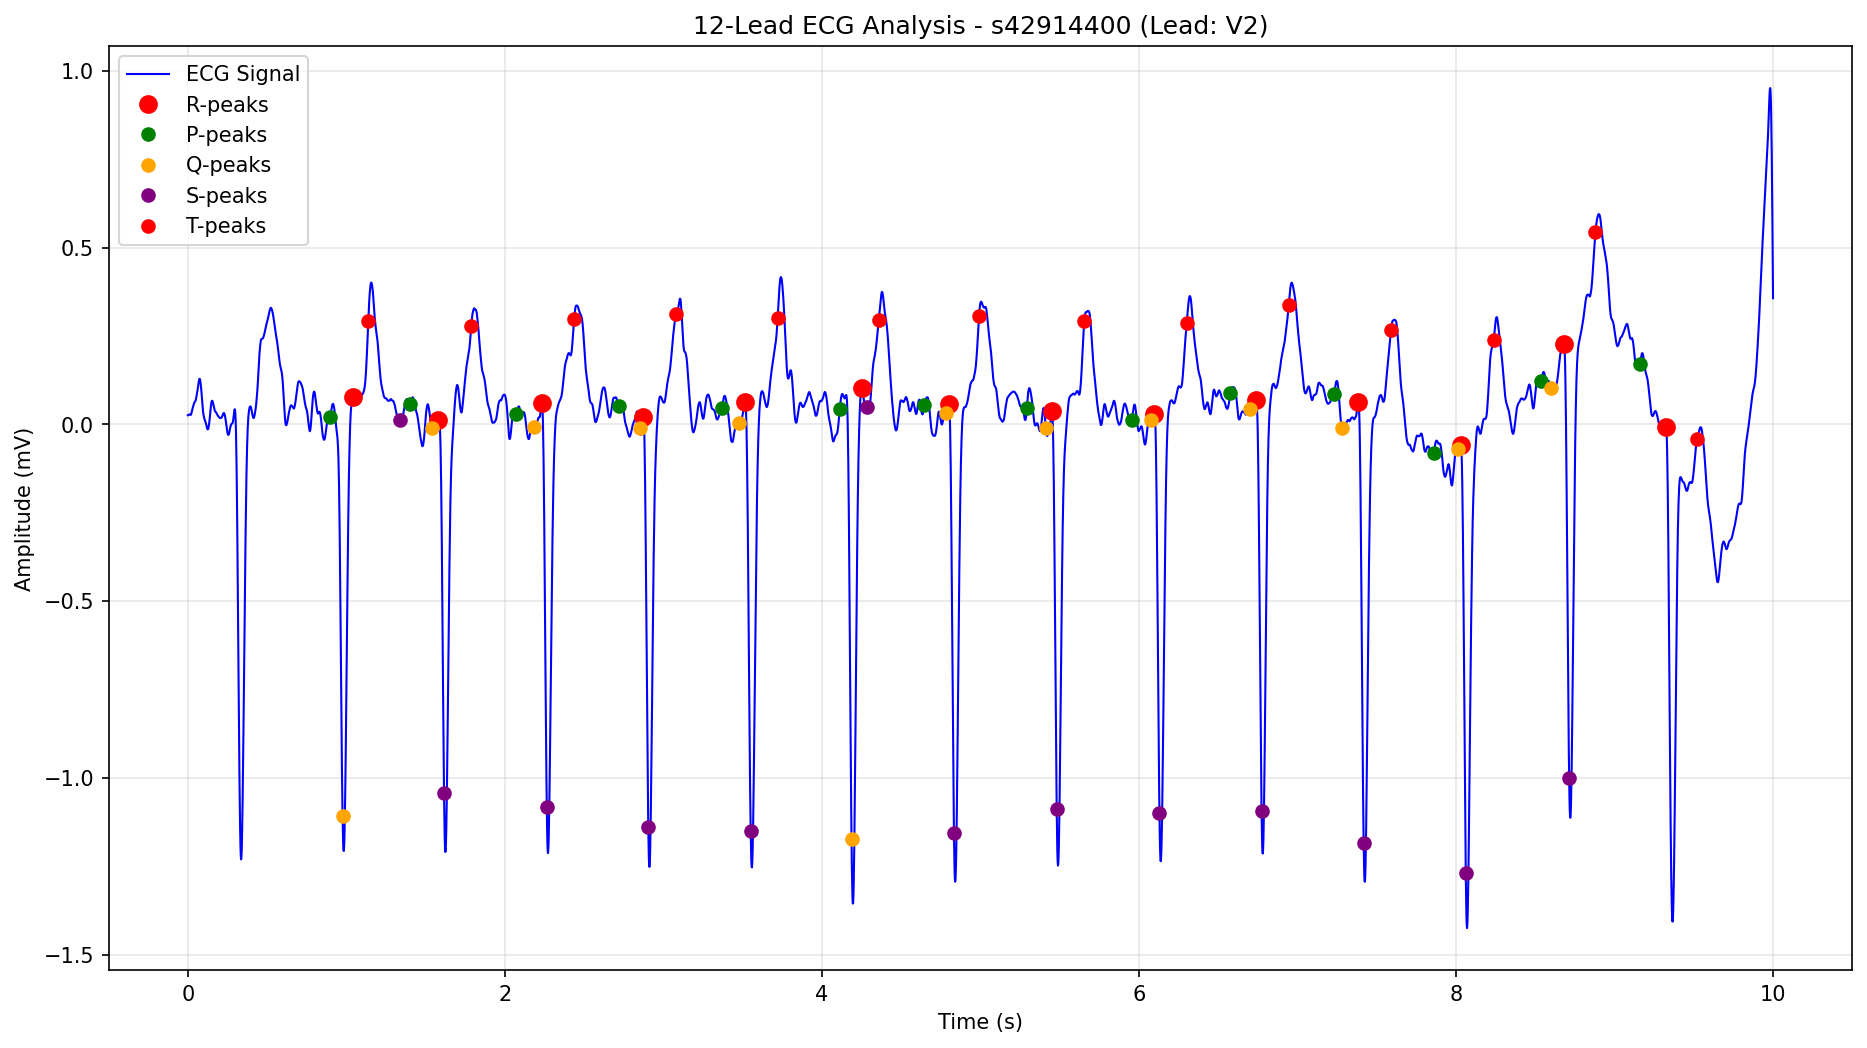 12-Lead ECG Analysis - s42914400 (Lead: V2)
ECG Signal
R-peaks
P-peaks
Q-peaks
S-peaks
T-peaks
1.0
0.5
0.0
−0.5
−1.0
−1.5
Amplitude (mV)
0 2 4 6 8 10
Time (s)